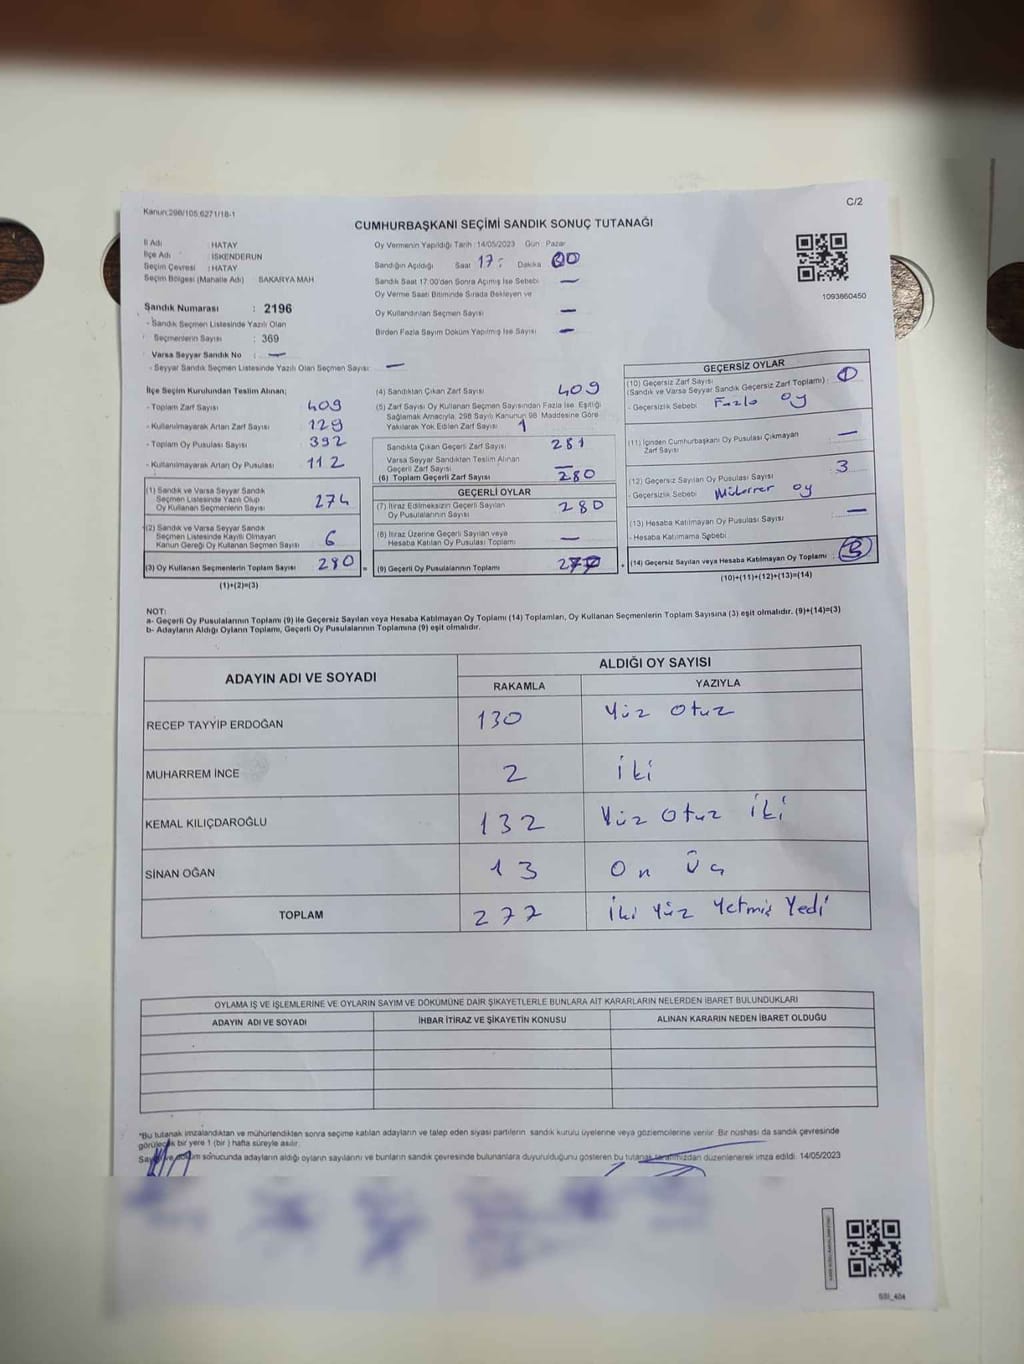 Kanun:298/105,6271/18-1
C/2
CUMHURBAŞKANI SEÇİMİ SANDIK SONUÇ TUTANAĞI
İl Adı : HATAY
İlçe Adı : İSKENDERUN
Seçim Çevresi : HATAY
Seçim Bölgesi (Mahalle Adı) SAKARYA MAH
Sandık Numarası : 2196
- Sandık Seçmen Listesinde Yazılı Olan
Seçmenlerin Sayısı : 369
Varsa Seyyar Sandık No : —
- Seyyar Sandık Seçmen Listesinde Yazılı Olan Seçmen Sayısı: —
Oy Vermenin Yapıldığı Tarih : 14/05/2023 Gün : Pazar
Sandığın Açıldığı Saat 17: Dakika 00
Sandık Saat 17:00'den Sonra Açılmış İse Sebebi —
Oy Verme Saati Bitiminde Sırada Bekleyen ve
Oy Kullandırılan Seçmen Sayısı —
Birden Fazla Sayım Döküm Yapılmış İse Sayısı —
1093860450
İlçe Seçim Kurulundan Teslim Alınan;
- Toplam Zarf Sayısı 409
- Kullanılmayarak Artan Zarf Sayısı 129
- Toplam Oy Pusulası Sayısı 392
- Kullanılmayarak Artan Oy Pusulası 112
(1) Sandık ve Varsa Seyyar Sandık
Seçmen Listesinde Yazılı Olup
Oy Kullanan Seçmenlerin Sayısı 274
(2) Sandık ve Varsa Seyyar Sandık
Seçmen Listesinde Kayıtlı Olmayan
Kanun Gereği Oy Kullanan Seçmen Sayısı 6
(3) Oy Kullanan Seçmenlerin Toplam Sayısı 280
(1)+(2)=(3)
(4) Sandıktan Çıkan Zarf Sayısı 409
(5) Zarf Sayısı Oy Kullanan Seçmen Sayısından Fazla İse, Eşitliği
Sağlamak Amacıyla, 298 Sayılı Kanunun 98. Maddesine Göre
Yakılarak Yok Edilen Zarf Sayısı 1
Sandıkta Çıkan Geçerli Zarf Sayısı 281
Varsa Seyyar Sandıktan Teslim Alınan
Geçerli Zarf Sayısı —
(6) Toplam Geçerli Zarf Sayısı 280
GEÇERLİ OYLAR
(7) İtiraz Edilmeksizin Geçerli Sayılan
Oy Pusulalarının Sayısı 280
(8) İtiraz Üzerine Geçerli Sayılan veya
Hesaba Katılan Oy Pusulası Toplamı —
= (9) Geçerli Oy Pusulalarının Toplamı 277
GEÇERSİZ OYLAR
(10) Geçersiz Zarf Sayısı
(Sandık ve Varsa Seyyar Sandık Geçersiz Zarf Toplamı) : 1
- Geçersizlik Sebebi Fazla oy
(11) İçinden Cumhurbaşkanı Oy Pusulası Çıkmayan
Zarf Sayısı —
(12) Geçersiz Sayılan Oy Pusulası Sayısı 3
- Geçersizlik Sebebi Mükerrer oy
(13) Hesaba Katılmayan Oy Pusulası Sayısı —
- Hesaba Katılmama Sebebi
+ (14) Geçersiz Sayılan veya Hesaba Katılmayan Oy Toplamı 3
(10)+(11)+(12)+(13)=(14)
NOT:
a- Geçerli Oy Pusulalarının Toplamı (9) ile Geçersiz Sayılan veya Hesaba Katılmayan Oy Toplamı (14) Toplamları, Oy Kullanan Seçmenlerin Toplam Sayısına (3) eşit olmalıdır. (9)+(14)=(3)
b- Adayların Aldığı Oyların Toplamı, Geçerli Oy Pusulalarının Toplamına (9) eşit olmalıdır.
ADAYIN ADI VE SOYADI
ALDIĞI OY SAYISI
RAKAMLA YAZIYLA
RECEP TAYYİP ERDOĞAN 130 Yüz Otuz
MUHARREM İNCE 2 İki
KEMAL KILIÇDAROĞLU 132 Yüz Otuz İki
SİNAN OĞAN 13 On Üç
TOPLAM 277 İki Yüz Yetmiş Yedi
OYLAMA İŞ VE İŞLEMLERİNE VE OYLARIN SAYIM VE DÖKÜMÜNE DAİR ŞİKAYETLERLE BUNLARA AİT KARARLARIN NELERDEN İBARET BULUNDUKLARI
ADAYIN ADI VE SOYADI İHBAR İTİRAZ VE ŞİKAYETİN KONUSU ALINAN KARARIN NEDEN İBARET OLDUĞU
*Bu tutanak imzalandıktan ve mühürlendikten sonra seçime katılan adayların ve talep eden siyasi partilerin sandık kurulu üyelerine veya gözlemcilerine verilir. Bir nüshası da sandık çevresinde
görülecek bir yere 1 (bir) hafta süreyle asılır.
Sayım ve döküm sonucunda adayların aldığı oyların sayılarını ve bunların sandık çevresinde bulunanlara duyurulduğunu gösteren bu tutanak tarafımızdan düzenlenerek imza edildi. 14/05/2023